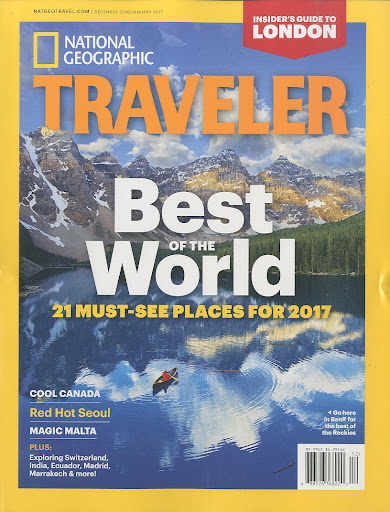 NATGEOTRAVEL.COM | DECEMBER 2016/JANUARY 2017
INSIDER'S GUIDE TO
LONDON
NATIONAL
GEOGRAPHIC
TRAVELER
Best
OF THE
World
21 MUST-SEE PLACES FOR 2017
COOL CANADA
Red Hot Seoul
MAGIC MALTA
PLUS:
Exploring Switzerland,
India, Ecuador, Madrid,
Marrakech & more!
Go here
in Banff for
the best of
the Rockies